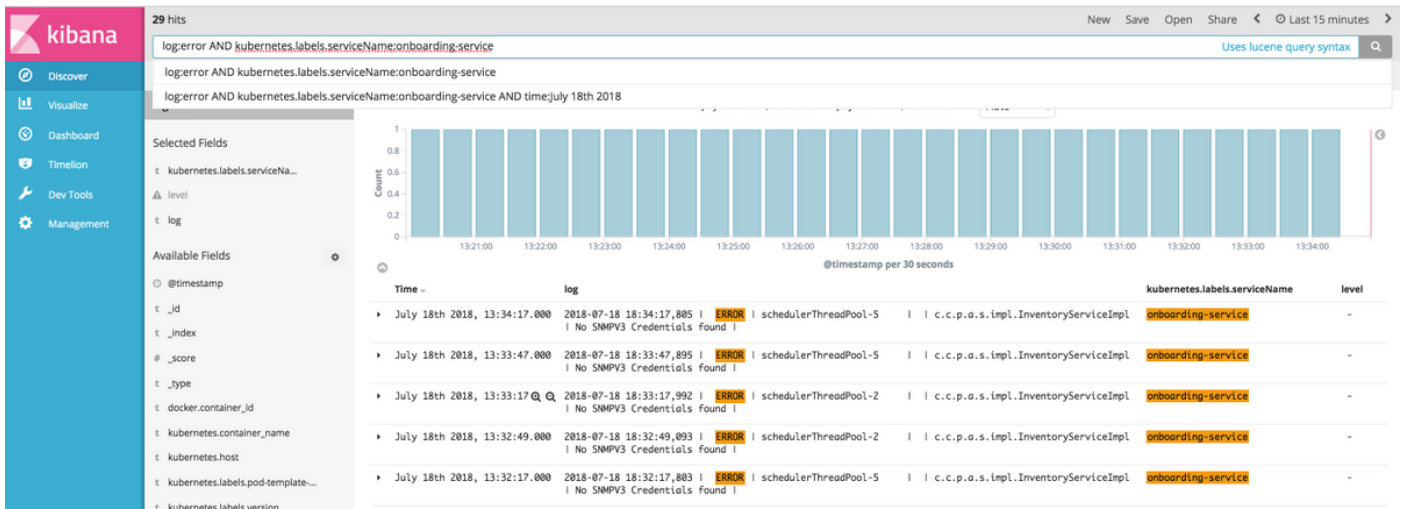 29 hits
New Save Open Share Last 15 minutes
kibana
log:error AND kubernetes.labels.serviceName:onboarding-service
Uses lucene query syntax
log:error AND kubernetes.labels.serviceName:onboarding-service
log:error AND kubernetes.labels.serviceName:onboarding-service AND time:July 18th 2018
Discover
Visualize
Dashboard
Timelion
Dev Tools
Management
Selected Fields
t kubernetes.labels.serviceNa...
level
t log
Available Fields
@timestamp
t _id
t _index
# _score
t _type
t docker.container_id
t kubernetes.container_name
t kubernetes.host
t kubernetes.labels.pod-template-...
t kubernetes.labels.version
Count
1
0.8
0.6
0.4
0.2
0
13:21:00 13:22:00 13:23:00 13:24:00 13:25:00 13:26:00 13:27:00 13:28:00 13:29:00 13:30:00 13:31:00 13:32:00 13:33:00 13:34:00
@timestamp per 30 seconds
Time log kubernetes.labels.serviceName level
July 18th 2018, 13:34:17.000 2018-07-18 18:34:17,805 | ERROR | schedulerThreadPool-5 | | c.c.p.a.s.impl.InventoryServiceImpl onboarding-service -
| No SNMPV3 Credentials found |
July 18th 2018, 13:33:47.000 2018-07-18 18:33:47,895 | ERROR | schedulerThreadPool-5 | | c.c.p.a.s.impl.InventoryServiceImpl onboarding-service -
| No SNMPV3 Credentials found |
July 18th 2018, 13:33:17 2018-07-18 18:33:17,992 | ERROR | schedulerThreadPool-2 | | c.c.p.a.s.impl.InventoryServiceImpl onboarding-service -
| No SNMPV3 Credentials found |
July 18th 2018, 13:32:49.000 2018-07-18 18:32:49,093 | ERROR | schedulerThreadPool-2 | | c.c.p.a.s.impl.InventoryServiceImpl onboarding-service -
| No SNMPV3 Credentials found |
July 18th 2018, 13:32:17.000 2018-07-18 18:32:17,803 | ERROR | schedulerThreadPool-5 | | c.c.p.a.s.impl.InventoryServiceImpl onboarding-service -
| No SNMPV3 Credentials found |